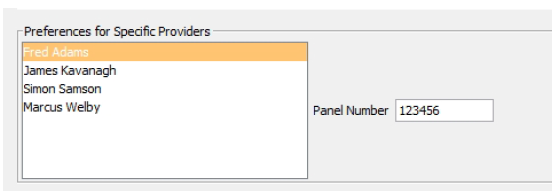 Preferences for Specific Providers
Fred Adams
James Kavanagh
Simon Samson
Marcus Welby
Panel Number 123456